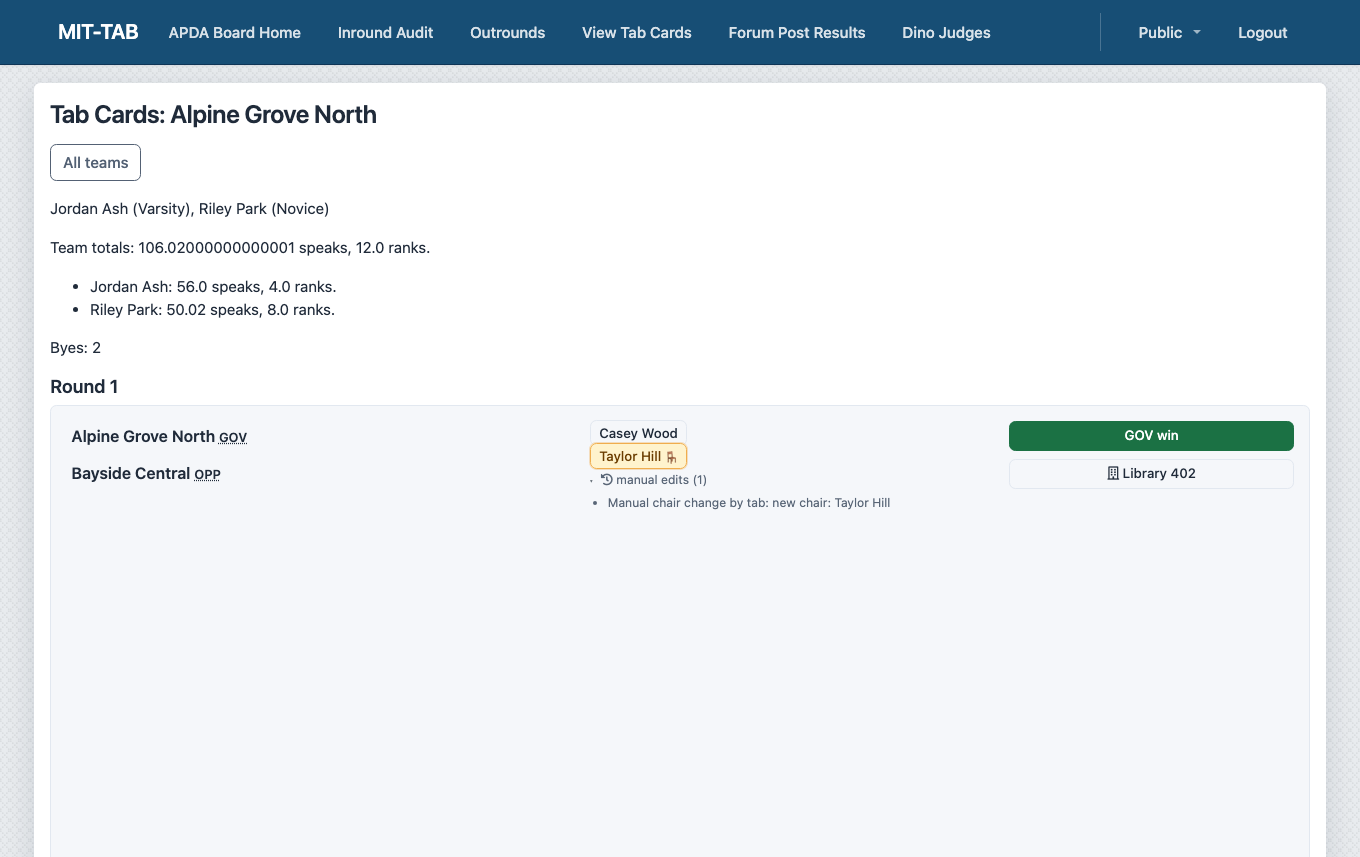 MIT-TAB APDA Board Home Inround Audit Outrounds View Tab Cards Forum Post Results Dino Judges Public Logout
Tab Cards: Alpine Grove North
All teams
Jordan Ash (Varsity), Riley Park (Novice)
Team totals: 106.02000000000001 speaks, 12.0 ranks.
• Jordan Ash: 56.0 speaks, 4.0 ranks.
• Riley Park: 50.02 speaks, 8.0 ranks.
Byes: 2
Round 1
Alpine Grove North GOV
Bayside Central OPP
Casey Wood
Taylor Hill
· manual edits (1)
• Manual chair change by tab: new chair: Taylor Hill
GOV win
Library 402